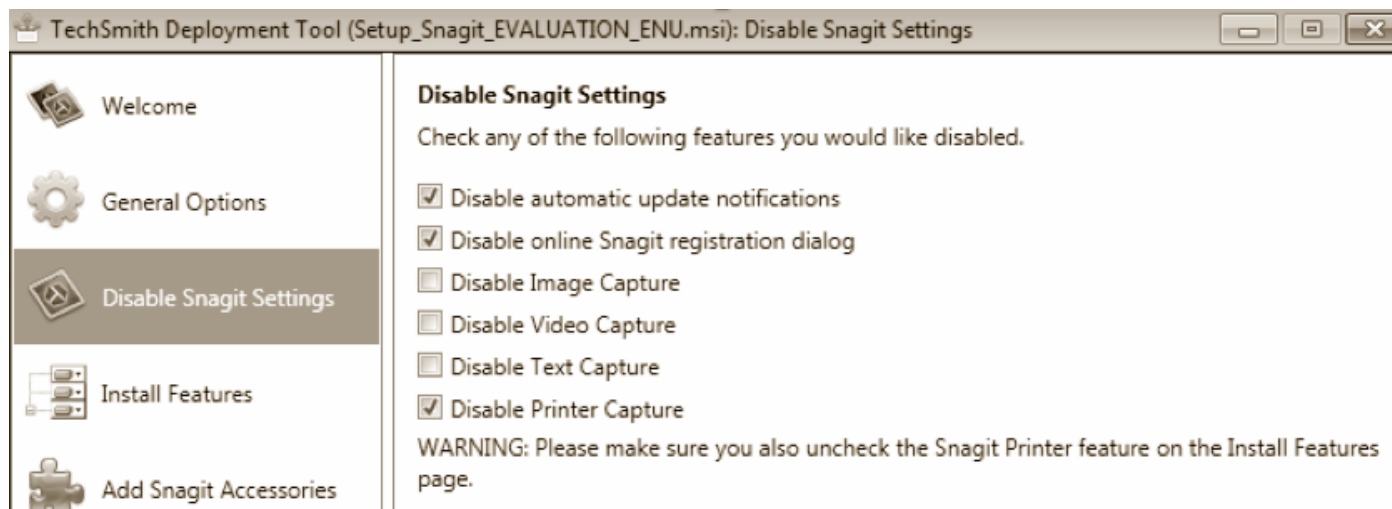 TechSmith Deployment Tool (Setup_Snagit_EVALUATION_ENU.msi): Disable Snagit Settings
Welcome
General Options
Disable Snagit Settings
Install Features
Add Snagit Accessories
Disable Snagit Settings
Check any of the following features you would like disabled.
Disable automatic update notifications
Disable online Snagit registration dialog
Disable Image Capture
Disable Video Capture
Disable Text Capture
Disable Printer Capture
WARNING: Please make sure you also uncheck the Snagit Printer feature on the Install Features
page.